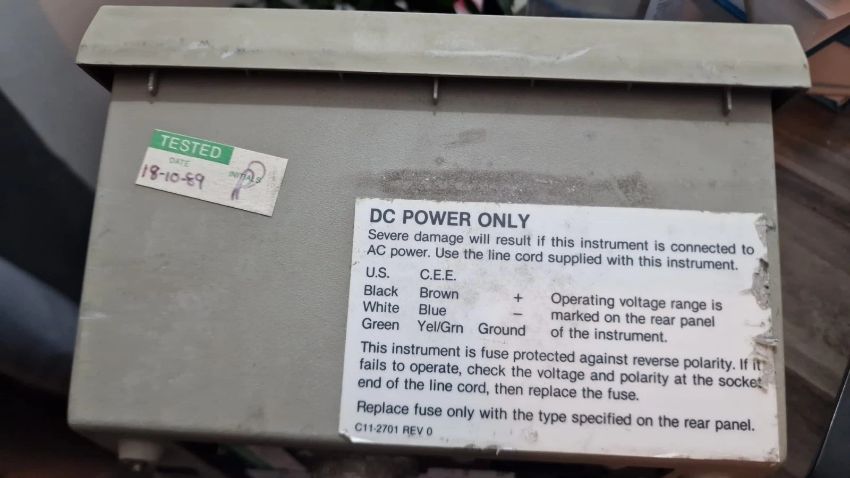 TESTED
DATE
18-10-89 INITIALS
DC POWER ONLY
Severe damage will result if this instrument is connected to
AC power. Use the line cord supplied with this instrument.
U.S. C.E.E.
Black Brown + Operating voltage range is
White Blue − marked on the rear panel
Green Yel/Grn Ground of the instrument.
This instrument is fuse protected against reverse polarity. If it
fails to operate, check the voltage and polarity at the socket
end of the line cord, then replace the fuse.
Replace fuse only with the type specified on the rear panel.
C11-2701 REV 0